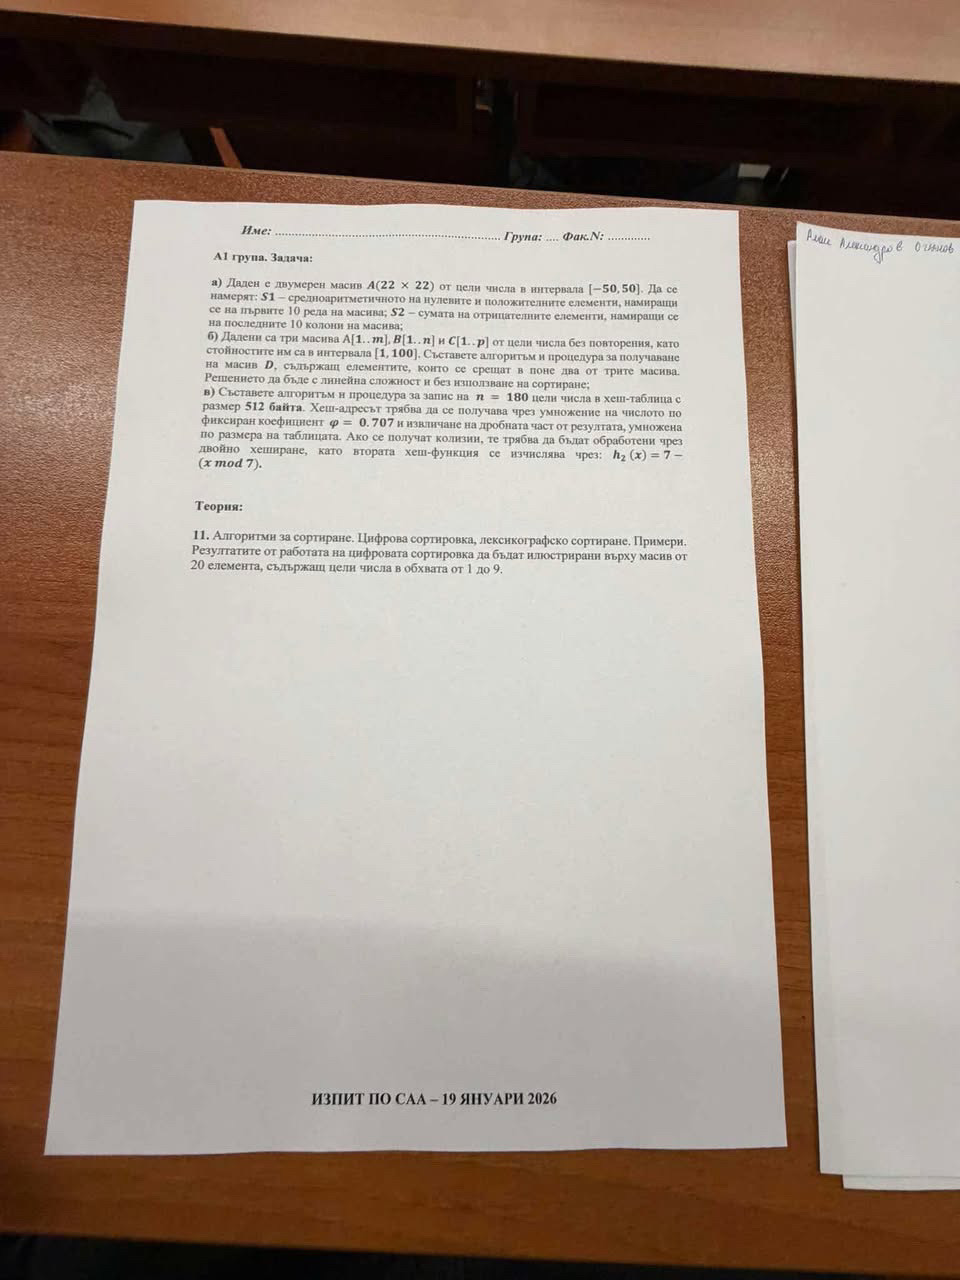 Име: ........................................................................ Група: .... Фак.N: .............
А1 група. Задача:
а) Даден е двумерен масив A(22 × 22) от цели числа в интервала [−50, 50]. Да се
намерят: S1 – средноаритметичното на нулевите и положителните елементи, намиращи
се на първите 10 реда на масива; S2 – сумата на отрицателните елементи, намиращи се
на последните 10 колони на масива;
б) Дадени са три масива A[1..m], B[1..n] и C[1..p] от цели числа без повторения, като
стойностите им са в интервала [1, 100]. Съставете алгоритъм и процедура за получаване
на масив D, съдържащ елементите, които се срещат в поне два от трите масива.
Решението да бъде с линейна сложност и без използване на сортиране;
в) Съставете алгоритъм и процедура за запис на n = 180 цели числа в хеш-таблица с
размер 512 байта. Хеш-адресът трябва да се получава чрез умножение на числото по
фиксиран коефициент φ = 0.707 и извличане на дробната част от резултата, умножена
по размера на таблицата. Ако се получат колизии, те трябва да бъдат обработени чрез
двойно хеширане, като втората хеш-функция се изчислява чрез: h₂ (x) = 7 −
(x mod 7).
Теория:
11. Алгоритми за сортиране. Цифрова сортировка, лексикографско сортиране. Примери.
Резултатите от работата на цифровата сортировка да бъдат илюстрирани върху масив от
20 елемента, съдържащ цели числа в обхвата от 1 до 9.
ИЗПИТ ПО САА – 19 ЯНУАРИ 2026
Александров